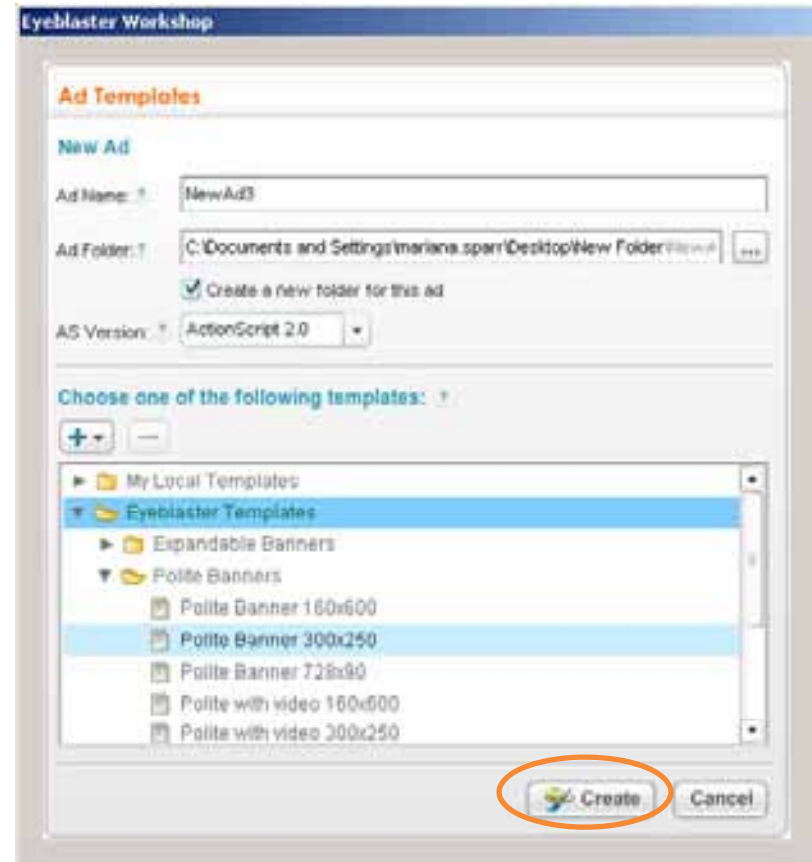 Eyeblaster Workshop
Ad Templates
New Ad
Ad Name: ? NewAd3
Ad Folder: ? C:\Documents and Settings\mariana.sparr\Desktop\New Folder\ ...
Create a new folder for this ad
AS Version: ? ActionScript 2.0
Choose one of the following templates: ?
My Local Templates
Eyeblaster Templates
Expandable Banners
Polite Banners
Polite Banner 160x600
Polite Banner 300x250
Polite Banner 728x90
Polite with video 160x600
Polite with video 300x250
Create Cancel